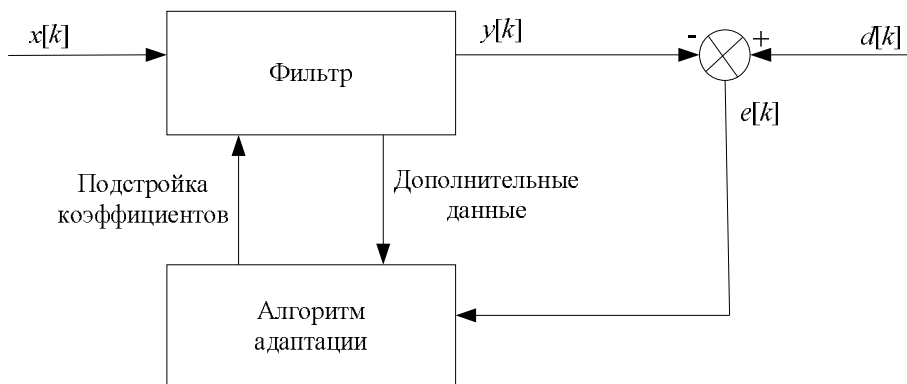 x[k]
Фильтр
y[k]
-
+
d[k]
e[k]
Подстройка
коэффициентов
Дополнительные
данные
Алгоритм
адаптации